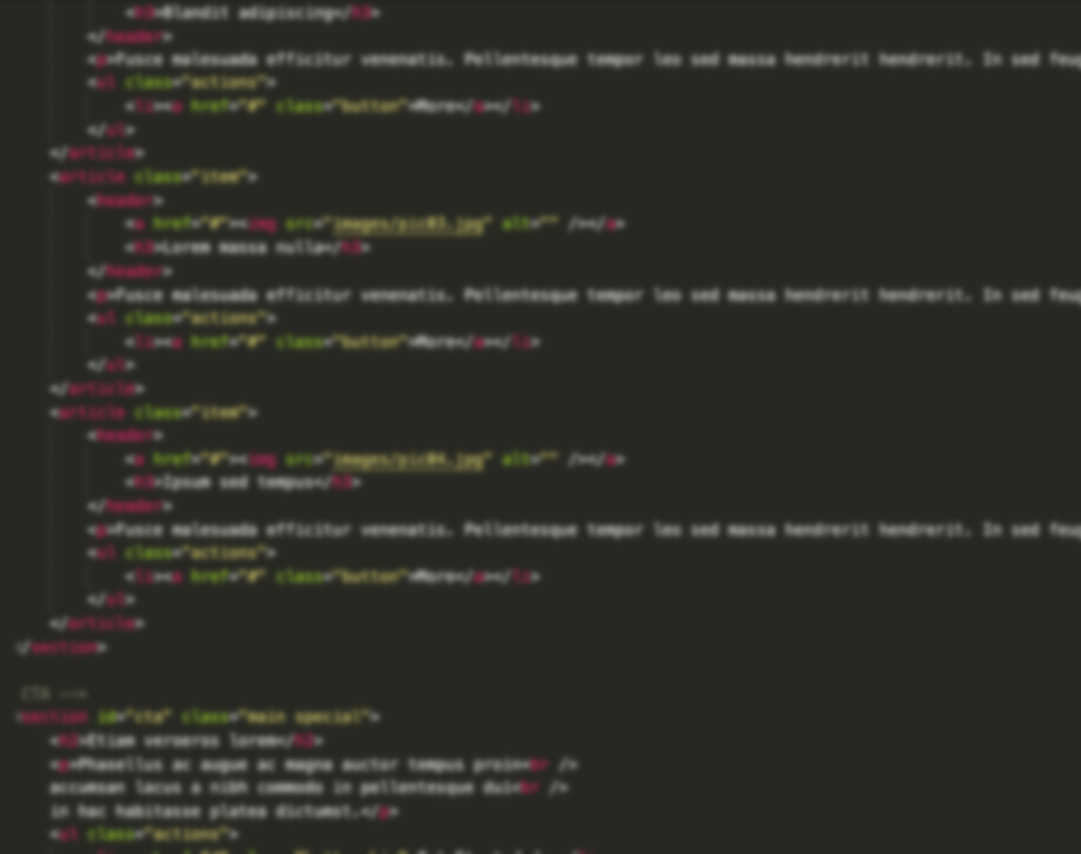 <h3>Blandit adipiscing</h3>
</header>
<p>Fusce malesuada efficitur venenatis. Pellentesque tempor leo sed massa hendrerit hendrerit. In sed feug
<ul class="actions">
<li><a href="#" class="button">More</a></li>
</ul>
</article>
<article class="item">
<header>
<a href="#"><img src="images/pic03.jpg" alt="" /></a>
<h3>Lorem massa nulla</h3>
</header>
<p>Fusce malesuada efficitur venenatis. Pellentesque tempor leo sed massa hendrerit hendrerit. In sed feug
<ul class="actions">
<li><a href="#" class="button">More</a></li>
</ul>
</article>
<article class="item">
<header>
<a href="#"><img src="images/pic04.jpg" alt="" /></a>
<h3>Ipsum sed tempus</h3>
</header>
<p>Fusce malesuada efficitur venenatis. Pellentesque tempor leo sed massa hendrerit hendrerit. In sed feug
<ul class="actions">
<li><a href="#" class="button">More</a></li>
</ul>
</article>
</section>
CTA -->
<section id="cta" class="main special">
<h2>Etiam veroeros lorem</h2>
<p>Phasellus ac augue ac magna auctor tempus proin<br />
accumsan lacus a nibh commodo in pellentesque dui<br />
in hac habitasse platea dictumst.</p>
<ul class="actions">